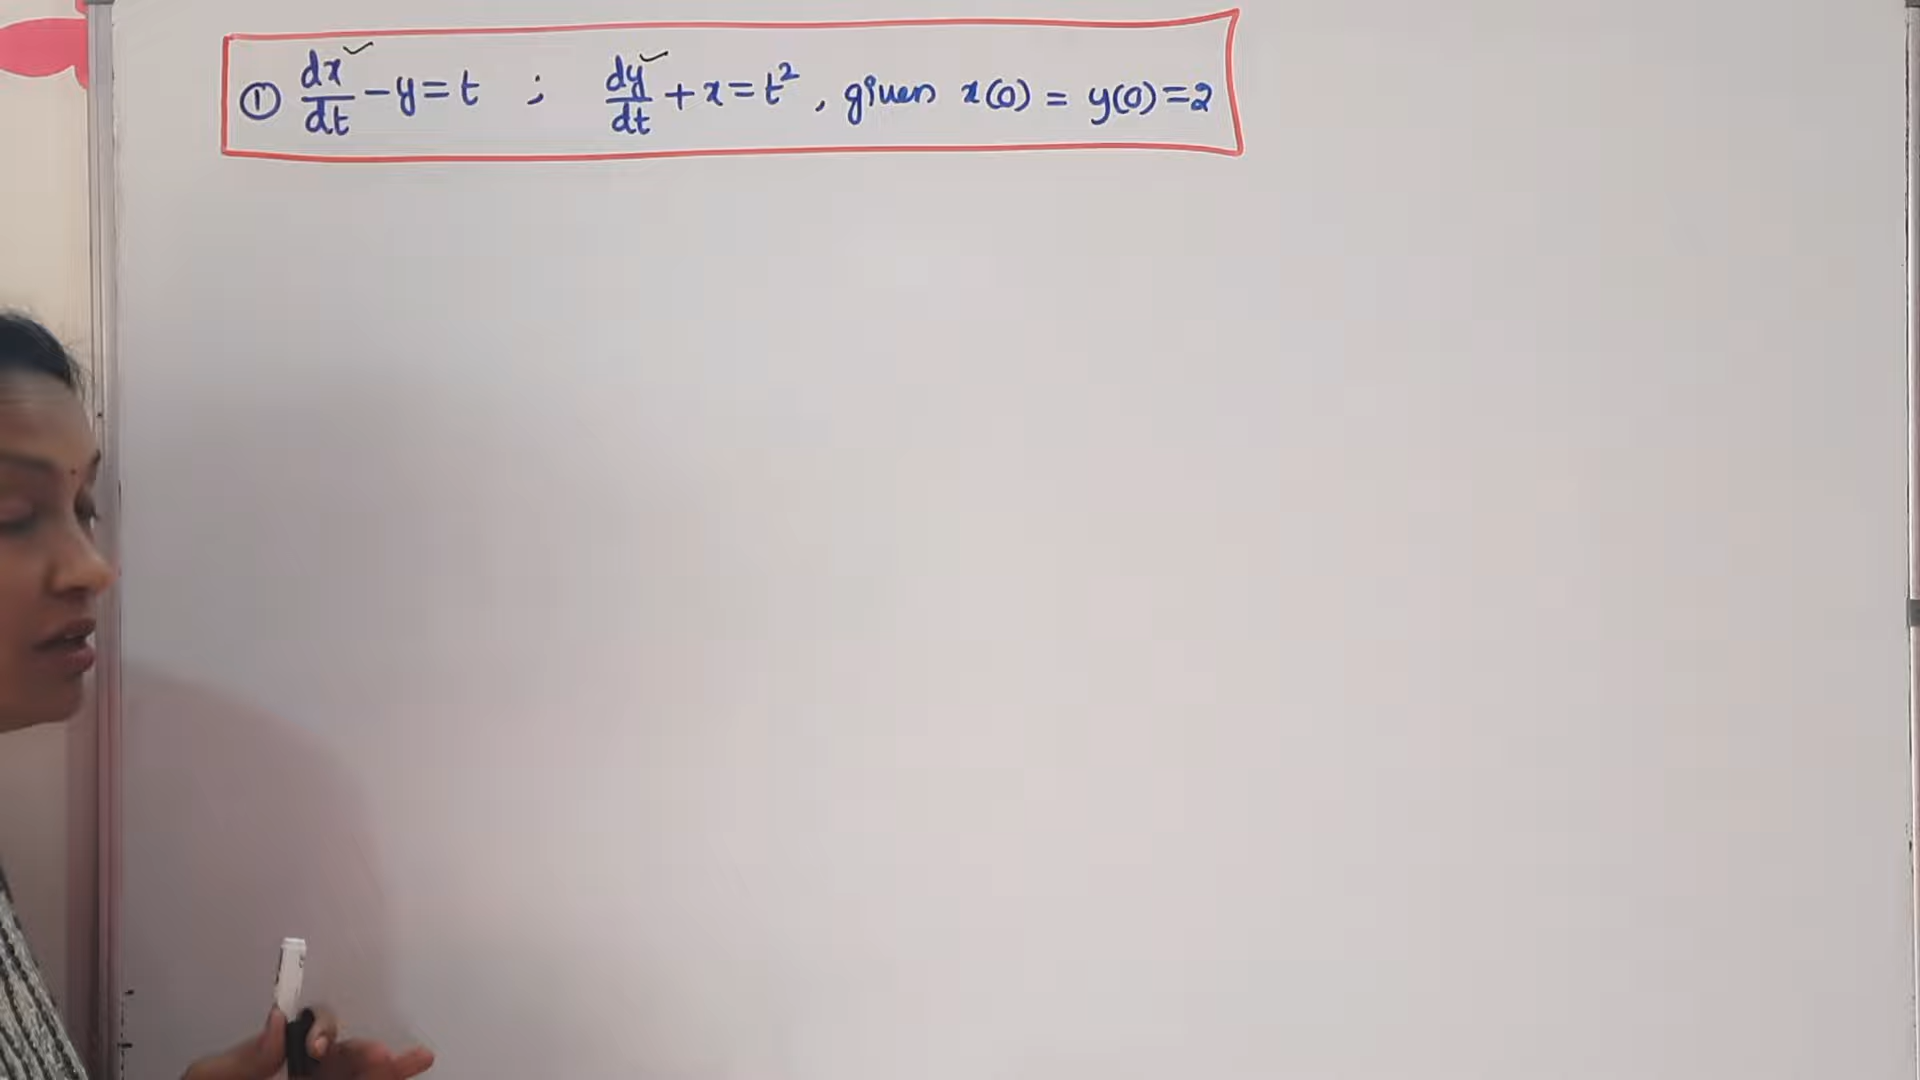 ① dx/dt - y = t ; dy/dt + x = t², given x(0) = y(0) = 2